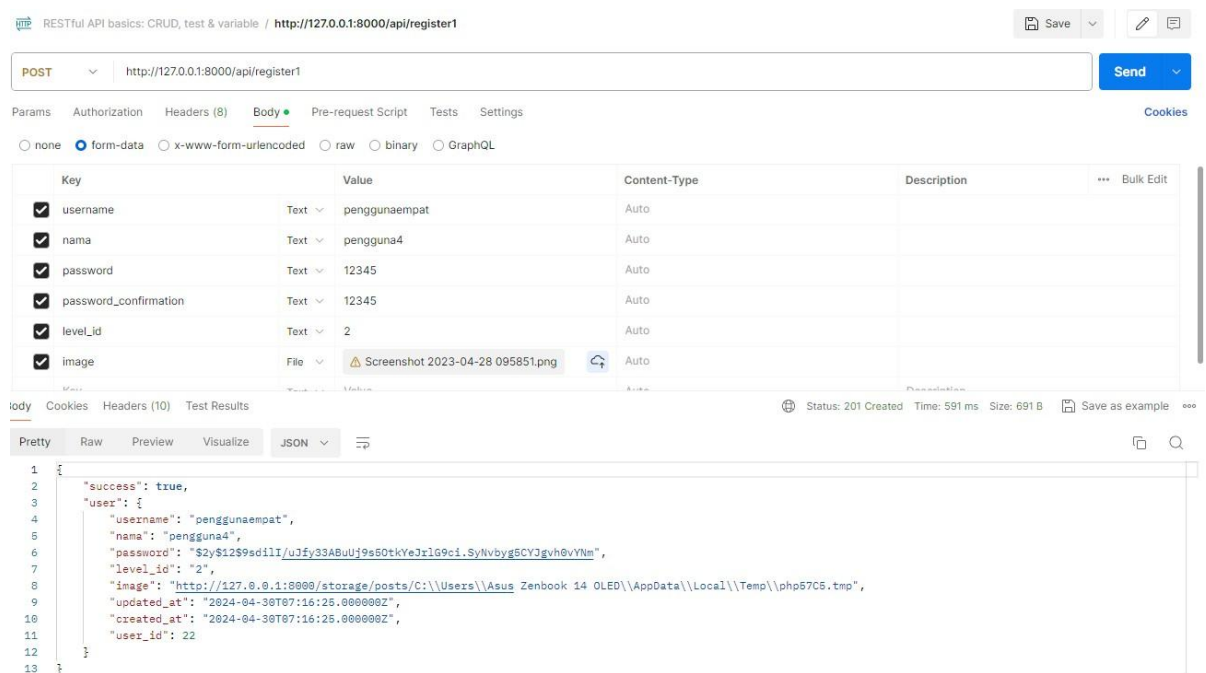 HTTP RESTful API basics: CRUD, test & variable / http://127.0.0.1:8000/api/register1 Save
POST http://127.0.0.1:8000/api/register1 Send
Params Authorization Headers (8) Body Pre-request Script Tests Settings Cookies
none form-data x-www-form-urlencoded raw binary GraphQL
Key Value Content-Type Description Bulk Edit
username Text penggunaempat Auto
nama Text pengguna4 Auto
password Text 12345 Auto
password_confirmation Text 12345 Auto
level_id Text 2 Auto
image File Screenshot 2023-04-28 095851.png Auto
Key Text Value Auto Description
Body Cookies Headers (10) Test Results Status: 201 Created Time: 591 ms Size: 691 B Save as example
Pretty Raw Preview Visualize JSON
1 {
2 "success": true,
3 "user": {
4 "username": "penggunaempat",
5 "nama": "pengguna4",
6 "password": "$2y$12$9sdilI/uJfy33ABuUj9s5OtkYeJrlG9ci.SyNvbyg5CYJgvh0vYNm",
7 "level_id": "2",
8 "image": "http://127.0.0.1:8000/storage/posts/C:\\Users\\Asus Zenbook 14 OLED\\AppData\\Local\\Temp\\php57C5.tmp",
9 "updated_at": "2024-04-30T07:16:25.000000Z",
10 "created_at": "2024-04-30T07:16:25.000000Z",
11 "user_id": 22
12 }
13 }